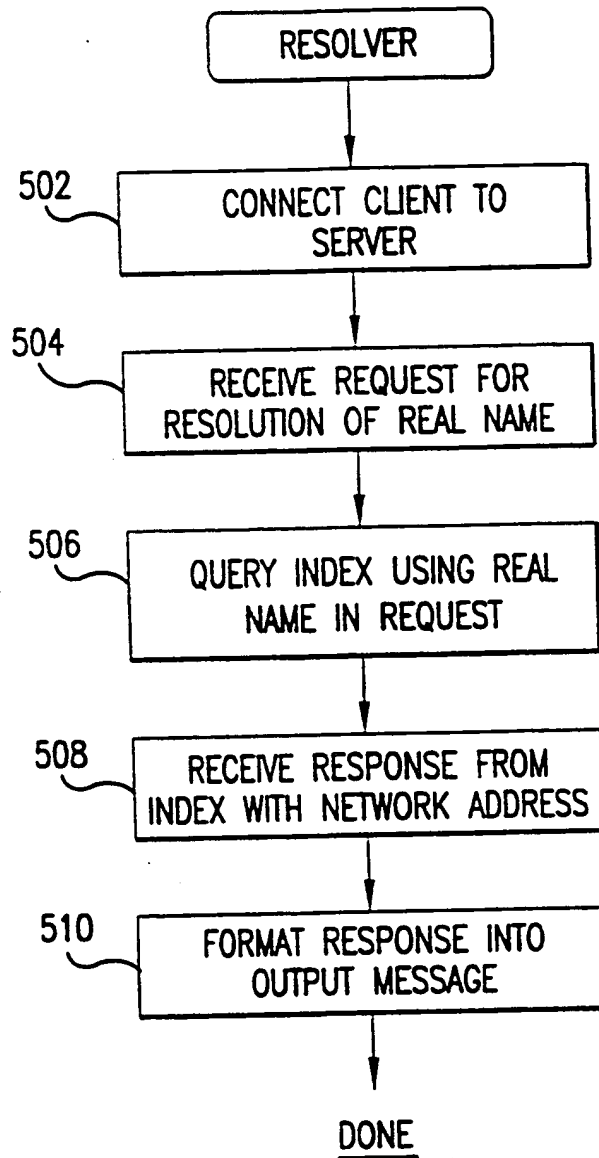 RESOLVER
502
CONNECT CLIENT TO
SERVER
504
RECEIVE REQUEST FOR
RESOLUTION OF REAL NAME
506
QUERY INDEX USING REAL
NAME IN REQUEST
508
RECEIVE RESPONSE FROM
INDEX WITH NETWORK ADDRESS
510
FORMAT RESPONSE INTO
OUTPUT MESSAGE
DONE